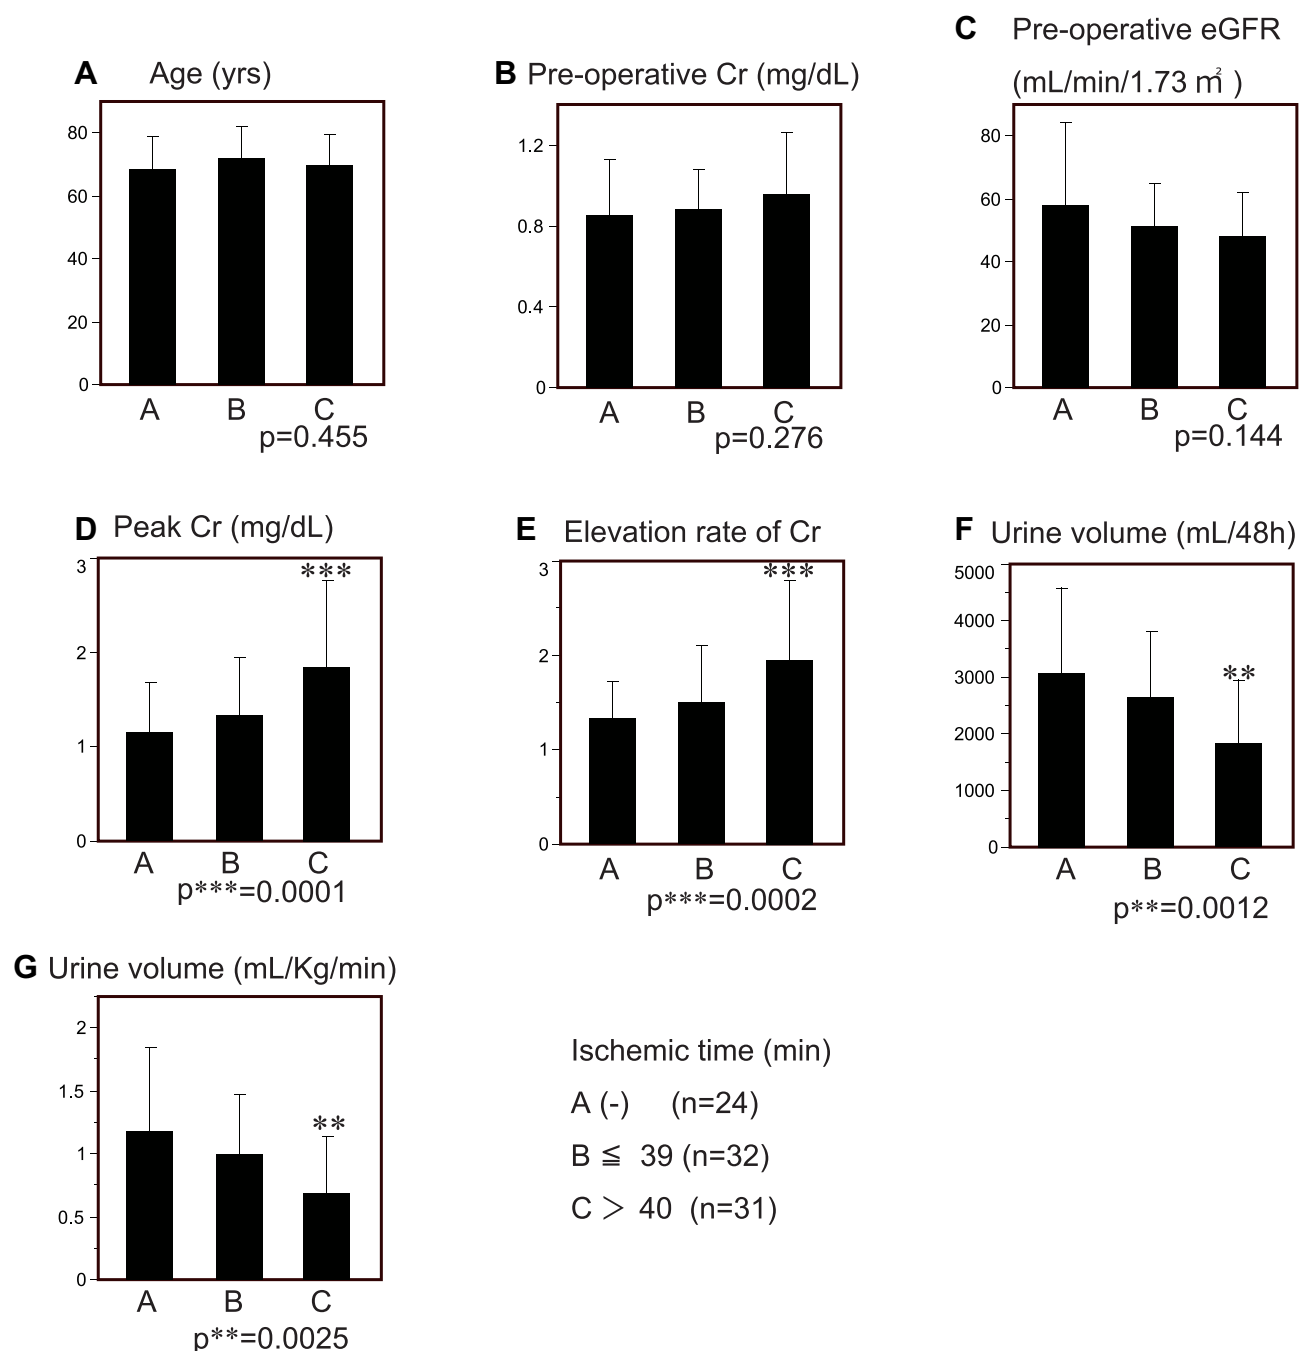 A Age (yrs)
80
60
40
20
0
A B C
p=0.455
B Pre-operative Cr (mg/dL)
1.2
0.8
0.4
0
A B C
p=0.276
C Pre-operative eGFR
(mL/min/1.73 ㎡ )
80
60
40
20
0
A B C
p=0.144
D Peak Cr (mg/dL)
3
2
1
0
***
A B C
p***=0.0001
E Elevation rate of Cr
3
2
1
0
***
A B C
p***=0.0002
F Urine volume (mL/48h)
5000
4000
3000
2000
1000
0
**
A B C
p**=0.0012
G Urine volume (mL/Kg/min)
2
1.5
1
0.5
0
**
A B C
p**=0.0025
Ischemic time (min)
A (-) (n=24)
B ≦ 39 (n=32)
C > 40 (n=31)